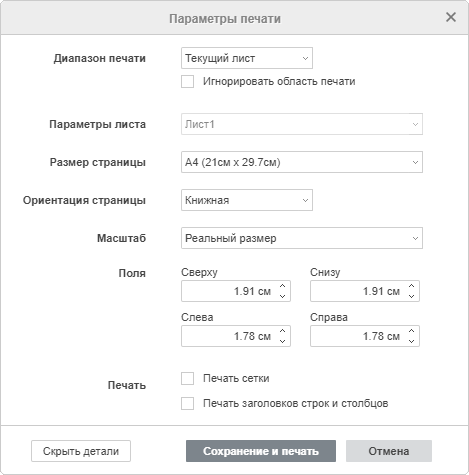 Параметры печати
Диапазон печати Текущий лист
Игнорировать область печати
Параметры листа Лист1
Размер страницы A4 (21см x 29.7см)
Ориентация страницы Книжная
Масштаб Реальный размер
Поля Сверху Снизу
1.91 см 1.91 см
Слева Справа
1.78 см 1.78 см
Печать Печать сетки
Печать заголовков строк и столбцов
Скрыть детали Сохранение и печать Отмена